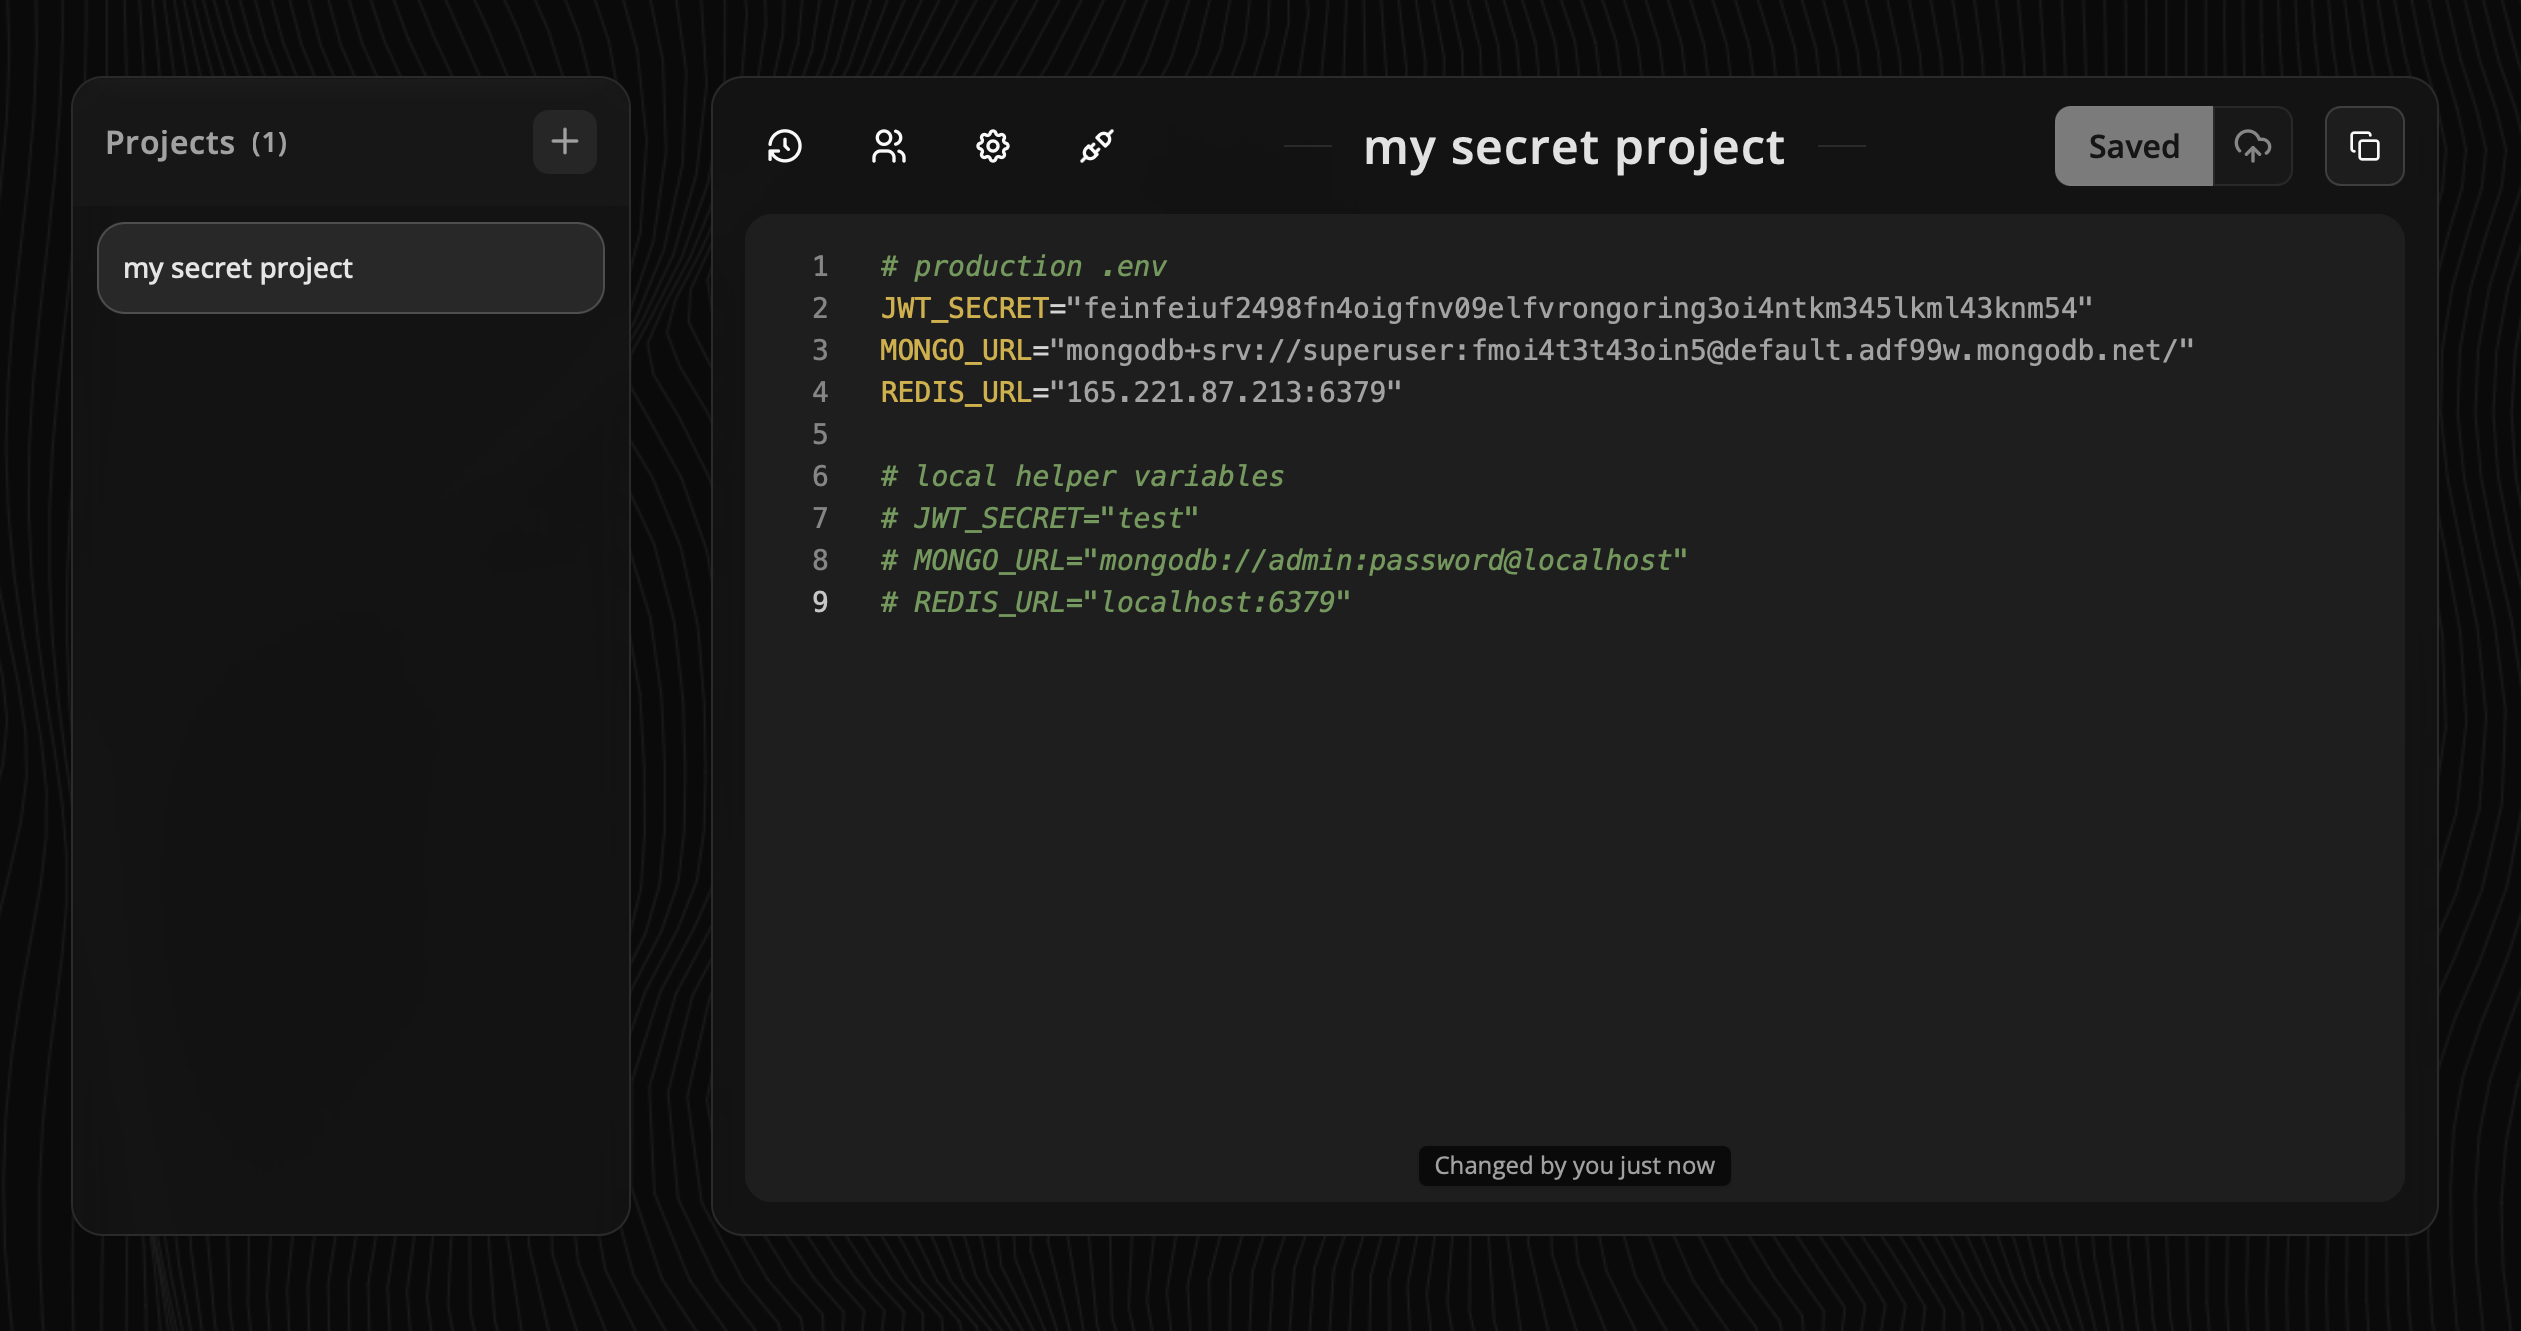 Projects (1)
my secret project
my secret project
Saved
1 # production .env
2 JWT_SECRET="feinfeiuf2498fn4oigfnv09elfvrongoring3oi4ntkm345lkml43knm54"
3 MONGO_URL="mongodb+srv://superuser:fmoi4t3t43oin5@default.adf99w.mongodb.net/"
4 REDIS_URL="165.221.87.213:6379"
5
6 # local helper variables
7 # JWT_SECRET="test"
8 # MONGO_URL="mongodb://admin:password@localhost"
9 # REDIS_URL="localhost:6379"
Changed by you just now